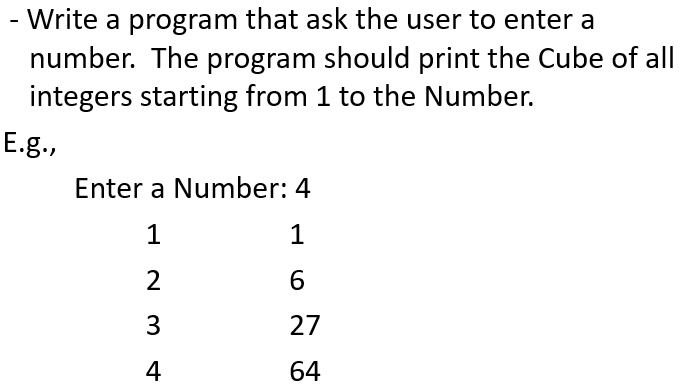 - Write a program that ask the user to enter a
number. The program should print the Cube of all
integers starting from 1 to the Number.
E.g.,
Enter a Number: 4
1 1
2 6
3 27
4 64